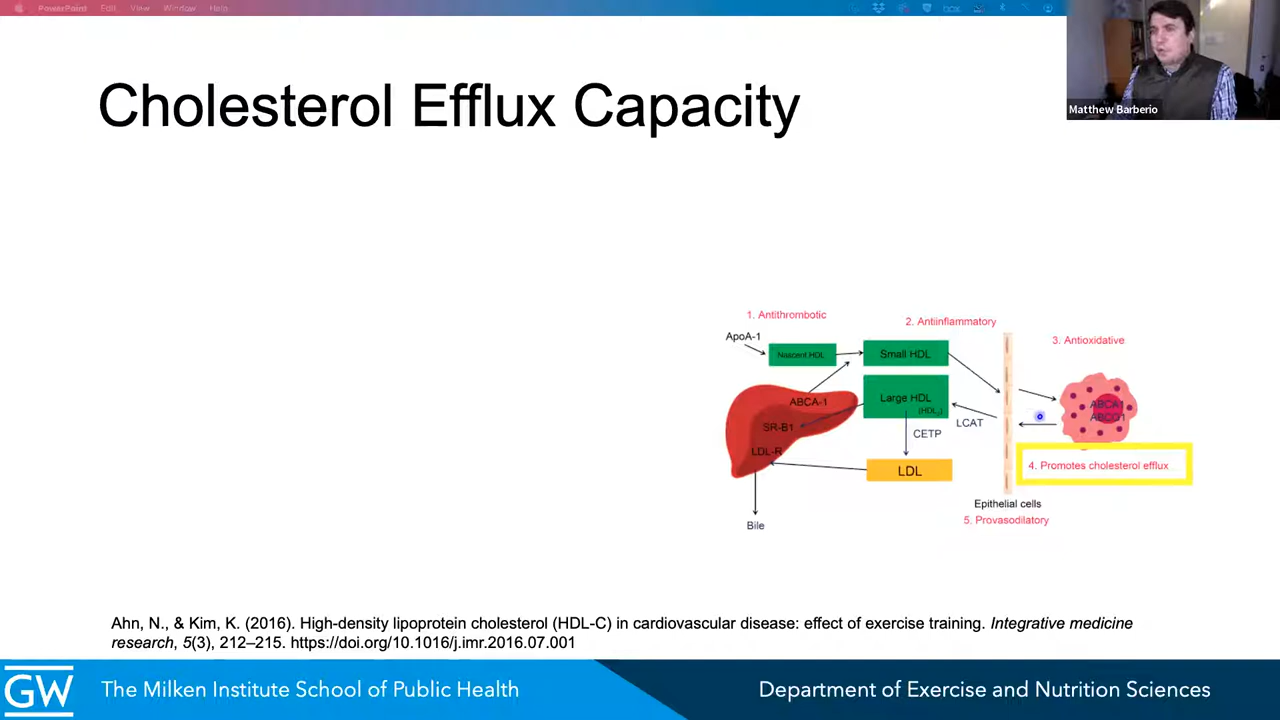 PowerPoint Edit View Window Help
box
Matthew Barberio
Cholesterol Efflux Capacity
1. Antithrombotic
2. Antiinflammatory
3. Antioxidative
ApoA-1
Nascent HDL
Small HDL
ABCA-1
Large HDL
(HDL2)
ABCA1
ABCG1
SR-B1
CETP
LCAT
LDL-R
LDL
4. Promotes cholesterol efflux
Epithelial cells
5. Provasodilatory
Bile
Ahn, N., & Kim, K. (2016). High-density lipoprotein cholesterol (HDL-C) in cardiovascular disease: effect of exercise training. Integrative medicine
research, 5(3), 212–215. https://doi.org/10.1016/j.imr.2016.07.001
GW
The Milken Institute School of Public Health
Department of Exercise and Nutrition Sciences